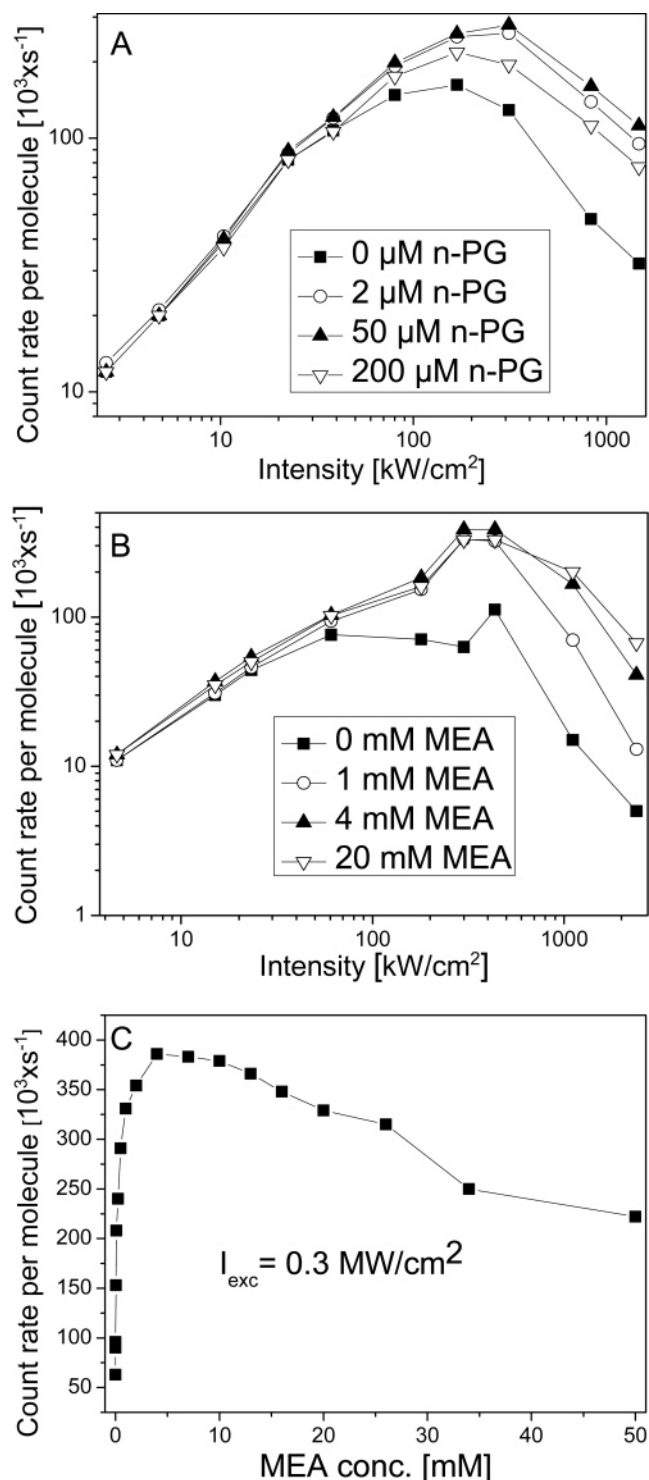 A
Count rate per molecule [10³xs⁻¹]
100
10
0 µM n-PG
2 µM n-PG
50 µM n-PG
200 µM n-PG
10 100 1000
Intensity [kW/cm²]
B
Count rate per molecule [10³xs⁻¹]
100
10
1
0 mM MEA
1 mM MEA
4 mM MEA
20 mM MEA
10 100 1000
Intensity [kW/cm²]
C
Count rate per molecule [10³xs⁻¹]
400
350
300
250
200
150
100
50
I exc = 0.3 MW/cm²
0 10 20 30 40 50
MEA conc. [mM]